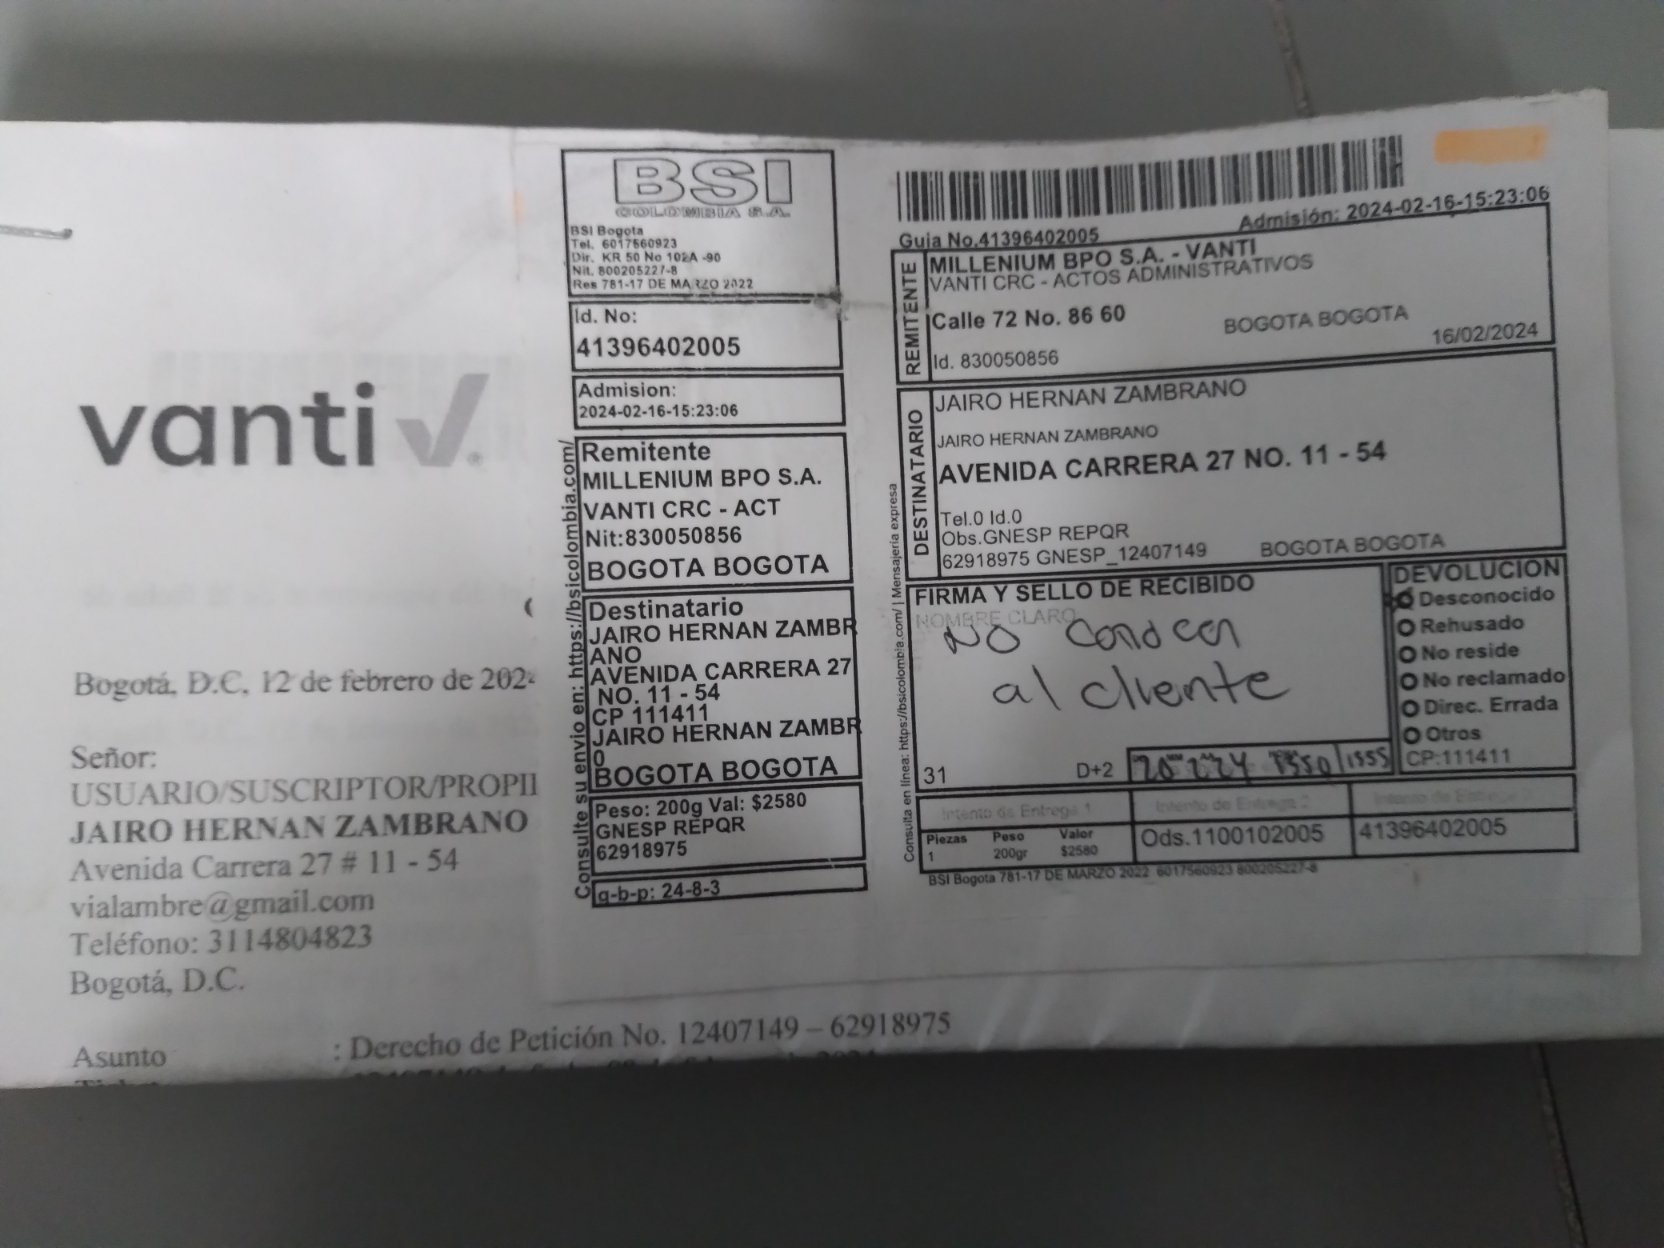 vanti
Bogotá, D.C, 12 de febrero de 202
Señor:
USUARIO/SUSCRIPTOR/PROPI
JAIRO HERNAN ZAMBRANO
Avenida Carrera 27 # 11 - 54
vialambre@gmail.com
Teléfono: 3114804823
Bogotá, D.C.
Asunto : Derecho de Petición No. 12407149 – 62918975
BSI
COLOMBIA S.A.
BSI Bogota
Tel. 6017560923
Dir. KR 50 No 102A -90
Nit. 800205227-8
Res 781-17 DE MARZO 2022
Id. No:
41396402005
Admision:
2024-02-16-15:23:06
Remitente
MILLENIUM BPO S.A.
VANTI CRC - ACT
Nit:830050856
BOGOTA BOGOTA
Destinatario
JAIRO HERNAN ZAMBR
ANO
AVENIDA CARRERA 27
NO. 11 - 54
CP 111411
JAIRO HERNAN ZAMBR
0
BOGOTA BOGOTA
Peso: 200g Val: $2580
GNESP REPQR
62918975
q-b-p: 24-8-3
Consulte su envio en: https://bsicolombia.com/
Admisión: 2024-02-16-15:23:06
Guia No.41396402005
REMITENTE
MILLENIUM BPO S.A. - VANTI
VANTI CRC - ACTOS ADMINISTRATIVOS
Calle 72 No. 86 60 BOGOTA BOGOTA
16/02/2024
Id. 830050856
DESTINATARIO
JAIRO HERNAN ZAMBRANO
JAIRO HERNAN ZAMBRANO
AVENIDA CARRERA 27 NO. 11 - 54
Tel.0 Id.0
Obs.GNESP REPQR
62918975 GNESP_12407149 BOGOTA BOGOTA
Consulta en línea: https://bsicolombia.com/ | Mensajeria expresa
FIRMA Y SELLO DE RECIBIDO
NOMBRE CLARO
No conocen
al cliente
31 D+2
DEVOLUCION
Desconocido
Rehusado
No reside
No reclamado
Direc. Errada
Otros
CP:111411
Intento de Entrega 1 Intento de Entrega 2 Intento de Entrega
Piezas Peso Valor
1 200gr $2580
Ods.1100102005
41396402005
BSI Bogota 781-17 DE MARZO 2022 6017560923 800205227-8